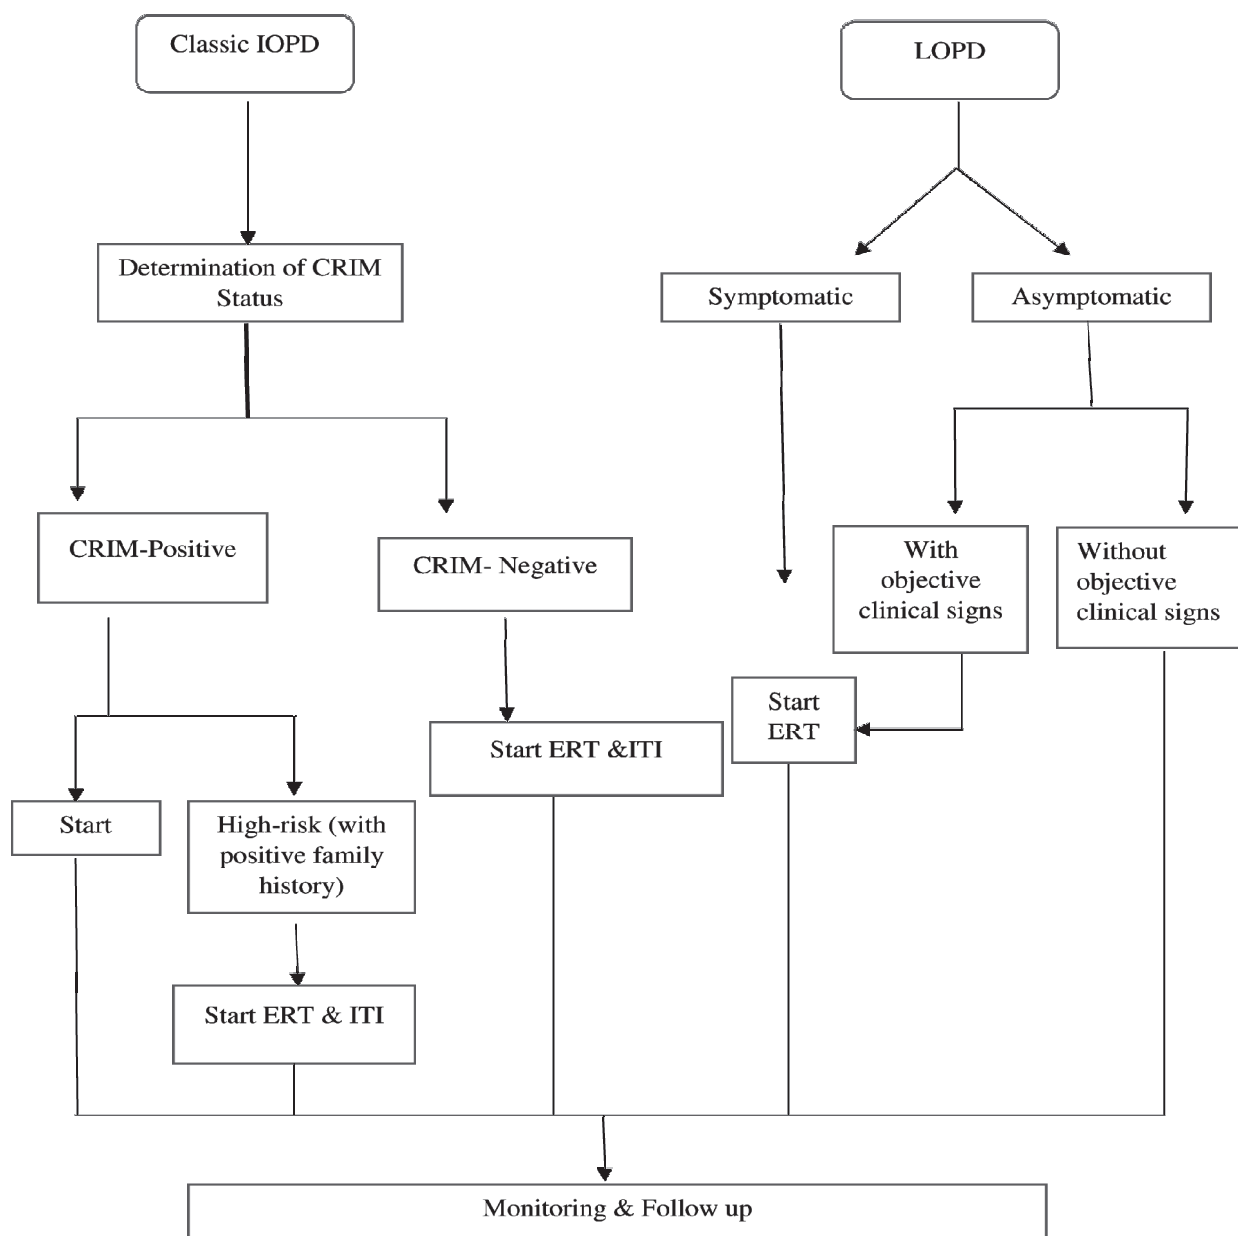 Classic IOPD
LOPD
Determination of CRIM
Status
Symptomatic
Asymptomatic
CRIM-Positive
CRIM- Negative
With
objective
clinical signs
Without
objective
clinical signs
Start
ERT
Start ERT &ITI
Start
High-risk (with
positive family
history)
Start ERT & ITI
Monitoring & Follow up